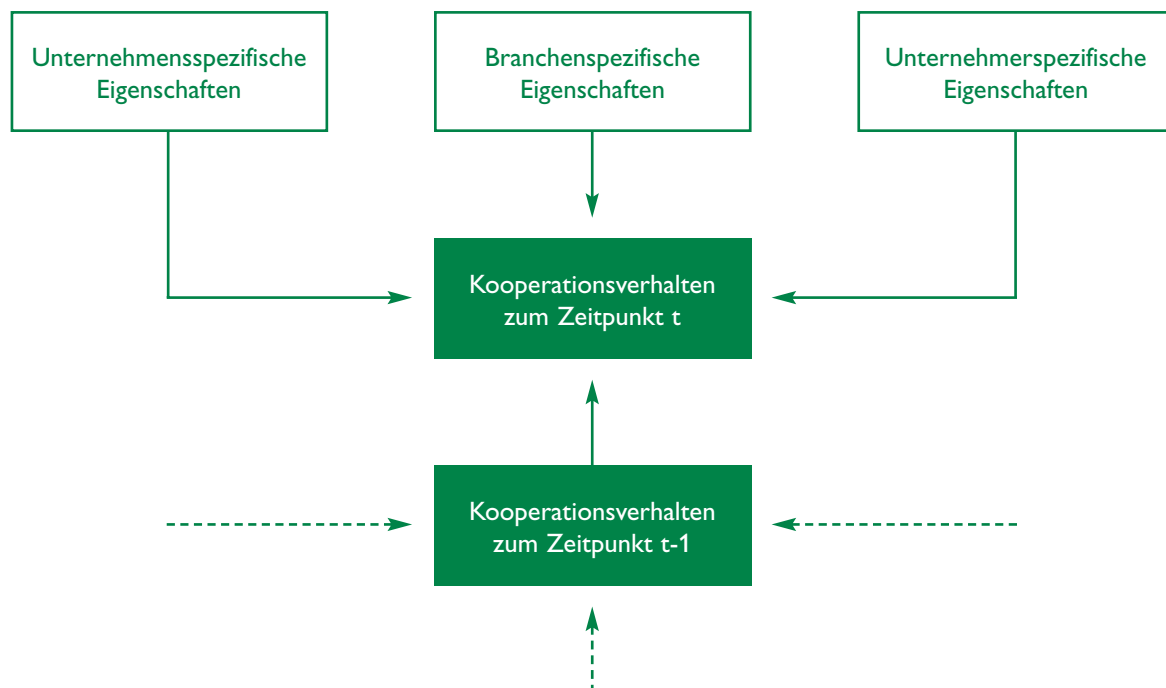 Unternehmensspezifische
Eigenschaften
Branchenspezifische
Eigenschaften
Unternehmerspezifische
Eigenschaften
Kooperationsverhalten
zum Zeitpunkt t
Kooperationsverhalten
zum Zeitpunkt t-1